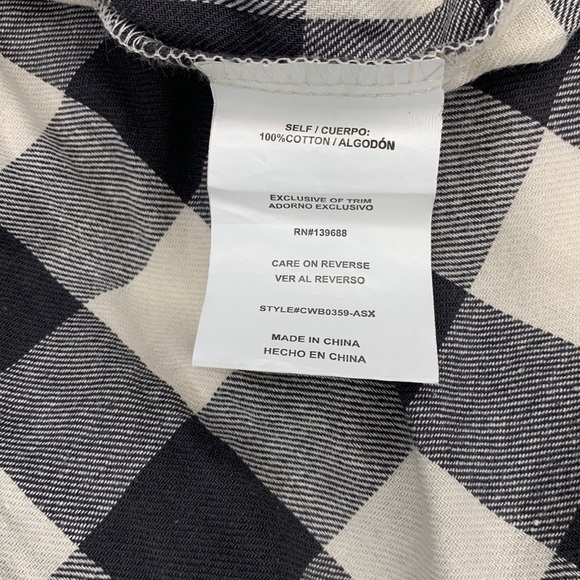 SELF / CUERPO:
100%COTTON / ALGODÓN
EXCLUSIVE OF TRIM
ADORNO EXCLUSIVO
RN#139688
CARE ON REVERSE
VER AL REVERSO
STYLE#CWB0359-ASX
MADE IN CHINA
HECHO EN CHINA